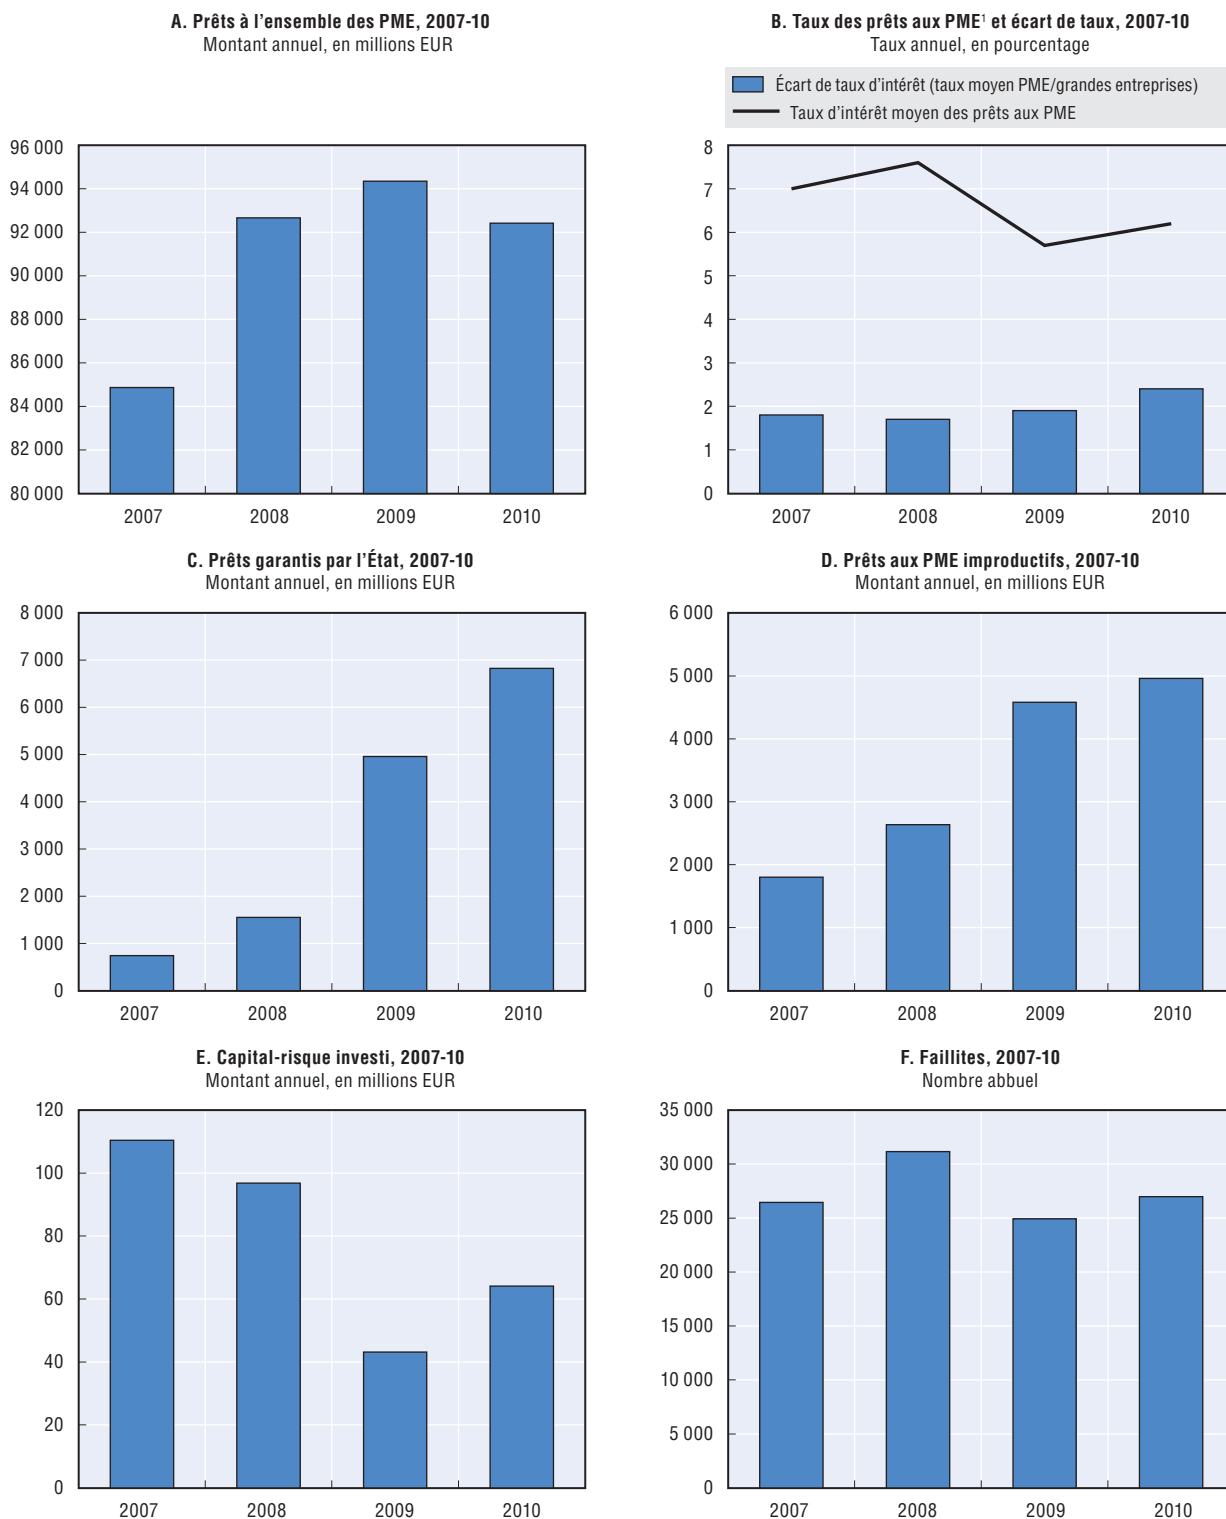 A. Prêts à l'ensemble des PME, 2007-10
Montant annuel, en millions EUR
96 000
94 000
92 000
90 000
88 000
86 000
84 000
82 000
80 000
2007 2008 2009 2010
B. Taux des prêts aux PME¹ et écart de taux, 2007-10
Taux annuel, en pourcentage
Écart de taux d'intérêt (taux moyen PME/grandes entreprises)
Taux d'intérêt moyen des prêts aux PME
8
7
6
5
4
3
2
1
0
2007 2008 2009 2010
C. Prêts garantis par l'État, 2007-10
Montant annuel, en millions EUR
8 000
7 000
6 000
5 000
4 000
3 000
2 000
1 000
0
2007 2008 2009 2010
D. Prêts aux PME improductifs, 2007-10
Montant annuel, en millions EUR
6 000
5 000
4 000
3 000
2 000
1 000
0
2007 2008 2009 2010
E. Capital-risque investi, 2007-10
Montant annuel, en millions EUR
120
100
80
60
40
20
0
2007 2008 2009 2010
F. Faillites, 2007-10
Nombre abbuel
35 000
30 000
25 000
20 000
15 000
10 000
5 000
0
2007 2008 2009 2010